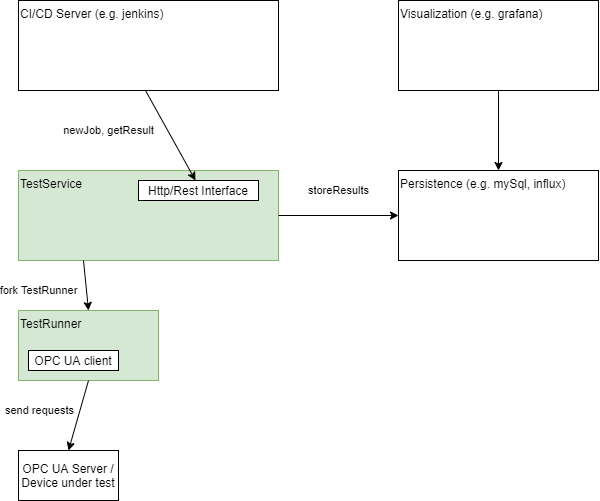 CI/CD Server (e.g. jenkins)
Visualization (e.g. grafana)
newJob, getResult
TestService
Http/Rest Interface
storeResults
Persistence (e.g. mySql, influx)
fork TestRunner
TestRunner
OPC UA client
send requests
OPC UA Server /
Device under test